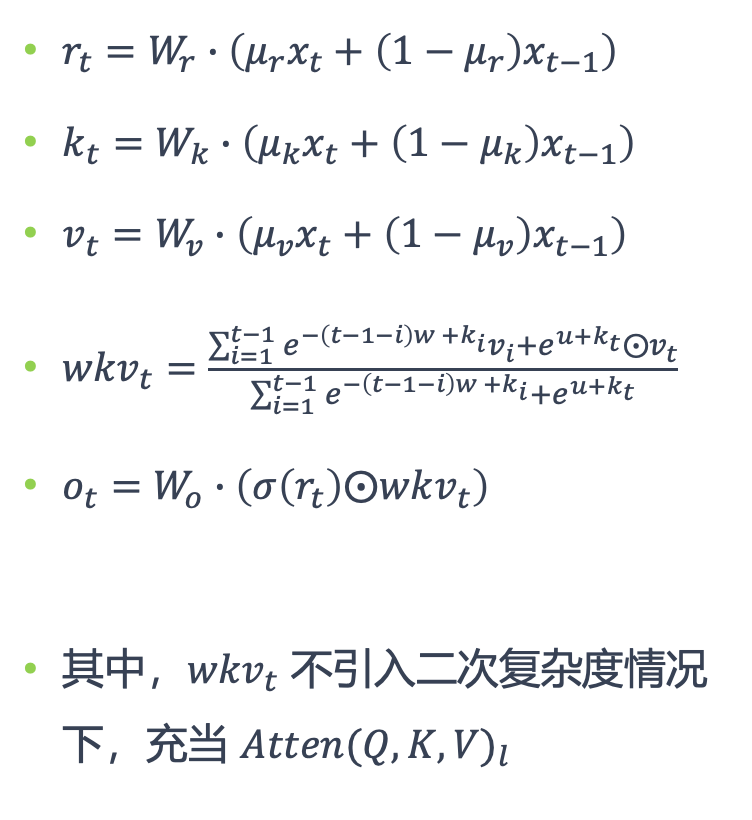 • r_t = W_r · (μ_r x_t + (1 − μ_r)x_{t−1})
• k_t = W_k · (μ_k x_t + (1 − μ_k)x_{t−1})
• v_t = W_v · (μ_v x_t + (1 − μ_v)x_{t−1})
• wkv_t = \frac{∑_{i=1}^{t−1} e^{−(t−1−i)w +k_i}v_i+e^{u+k_t}⊙v_t}{∑_{i=1}^{t−1} e^{−(t−1−i)w +k_i}+e^{u+k_t}}
• o_t = W_o · (σ(r_t)⊙wkv_t)
• 其中，wkv_t 不引入二次复杂度情况
下，充当 Atten(Q, K, V)_l